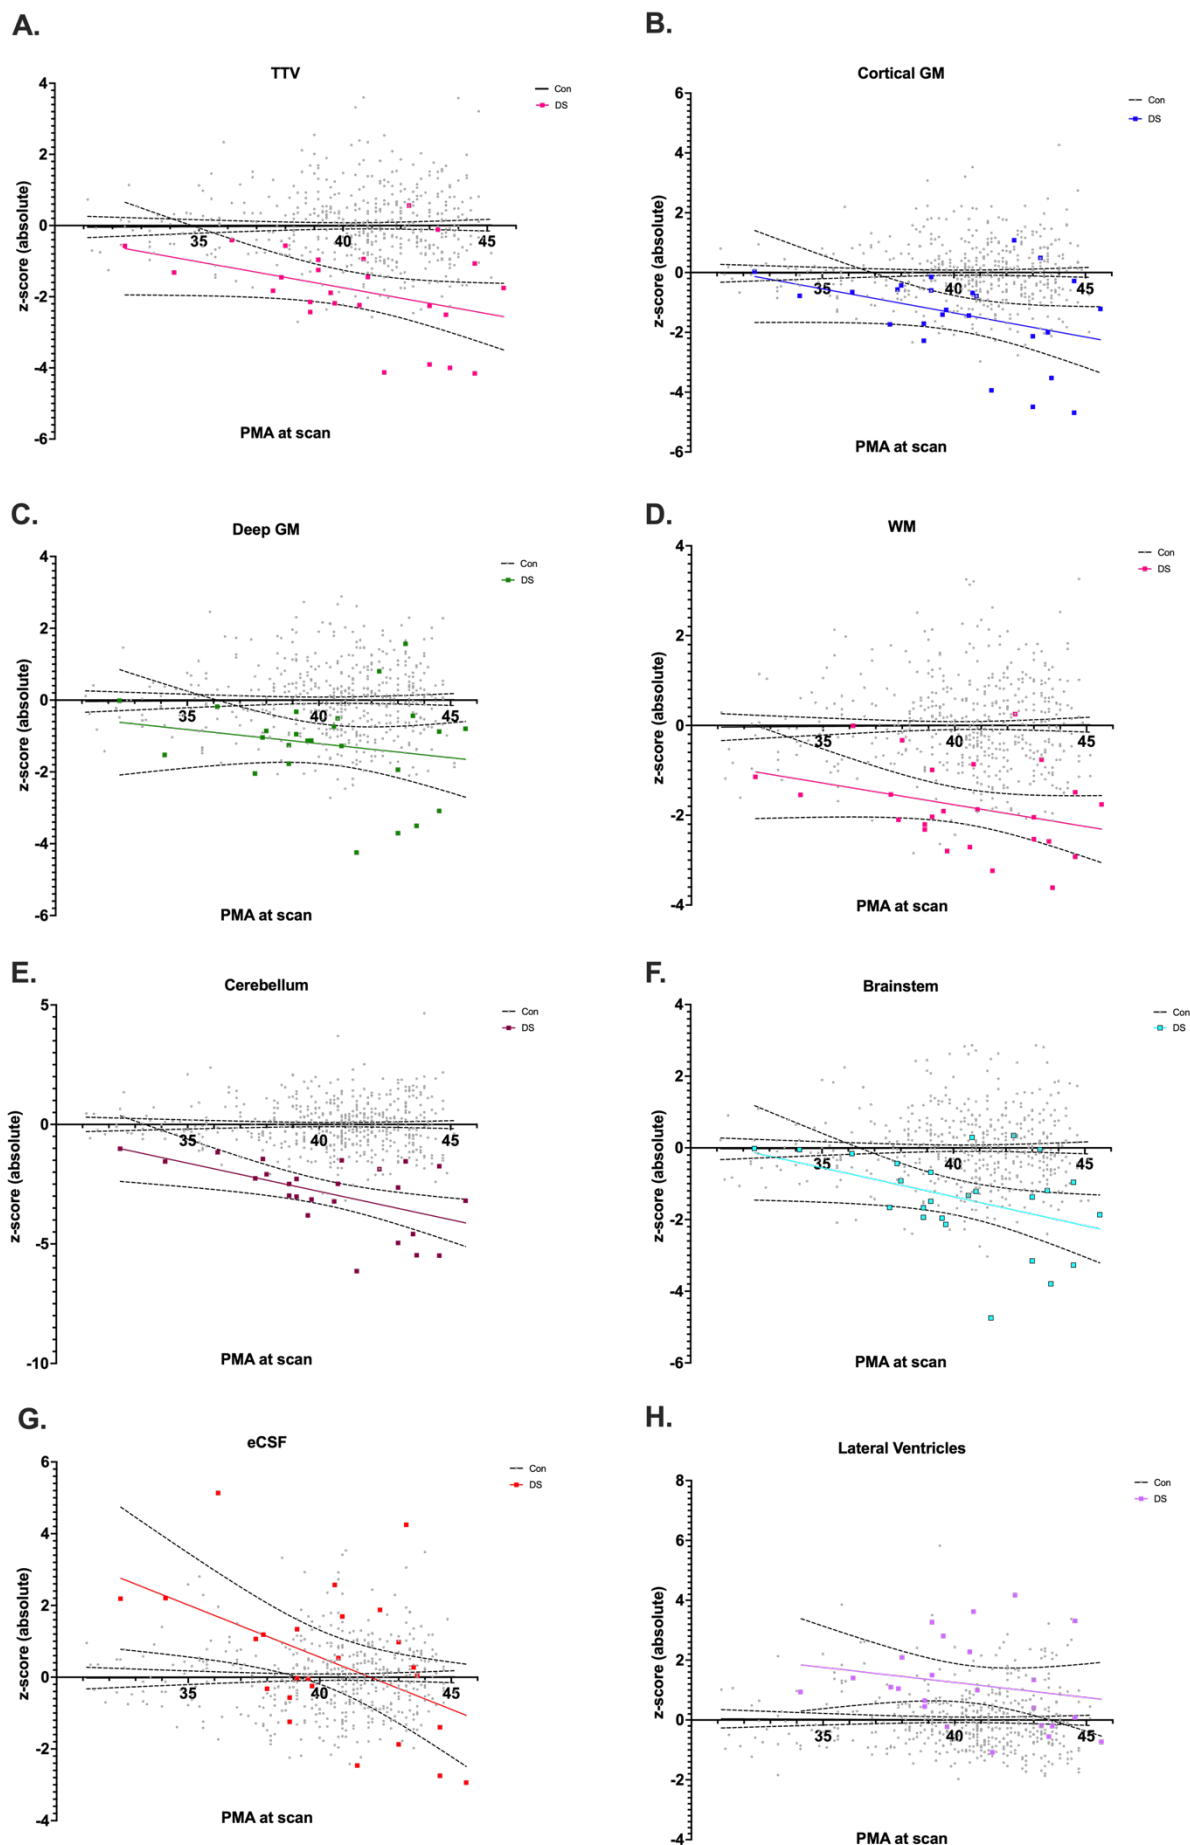 A.
TTV
Con
DS
4
2
0
-2
-4
-6
35
40
45
z-score (absolute)
PMA at scan
B.
Cortical GM
Con
DS
6
4
2
0
-2
-4
-6
35
40
45
z-score (absolute)
PMA at scan
C.
Deep GM
Con
DS
4
2
0
-2
-4
-6
35
40
45
z-score (absolute)
PMA at scan
D.
WM
Con
DS
4
2
0
-2
-4
35
40
45
z-score (absolute)
PMA at scan
E.
Cerebellum
Con
DS
5
0
-5
-10
35
40
45
z-score (absolute)
PMA at scan
F.
Brainstem
Con
DS
4
2
0
-2
-4
-6
35
40
45
z-score (absolute)
PMA at scan
G.
eCSF
Con
DS
6
4
2
0
-2
-4
35
40
45
z-score (absolute)
PMA at scan
H.
Lateral Ventricles
Con
DS
8
6
4
2
0
-2
-4
35
40
45
z-score (absolute)
PMA at scan